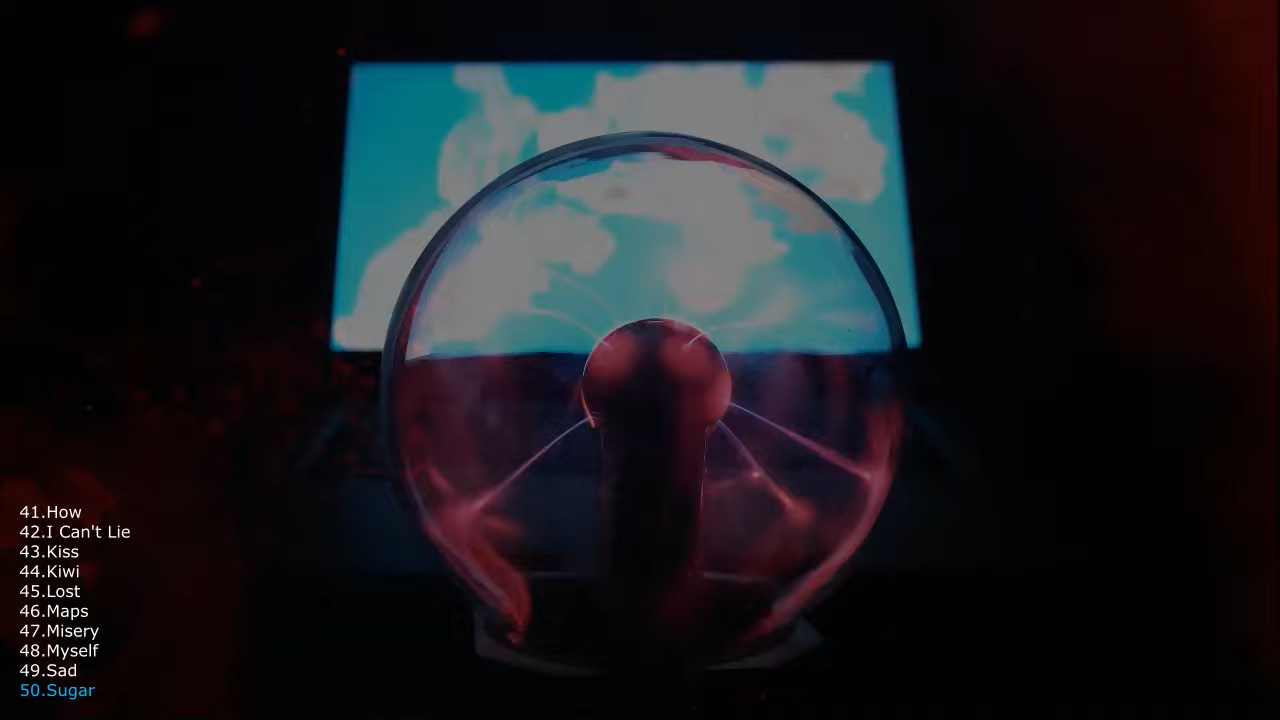 41.How
42.I Can't Lie
43.Kiss
44.Kiwi
45.Lost
46.Maps
47.Misery
48.Myself
49.Sad
50.Sugar